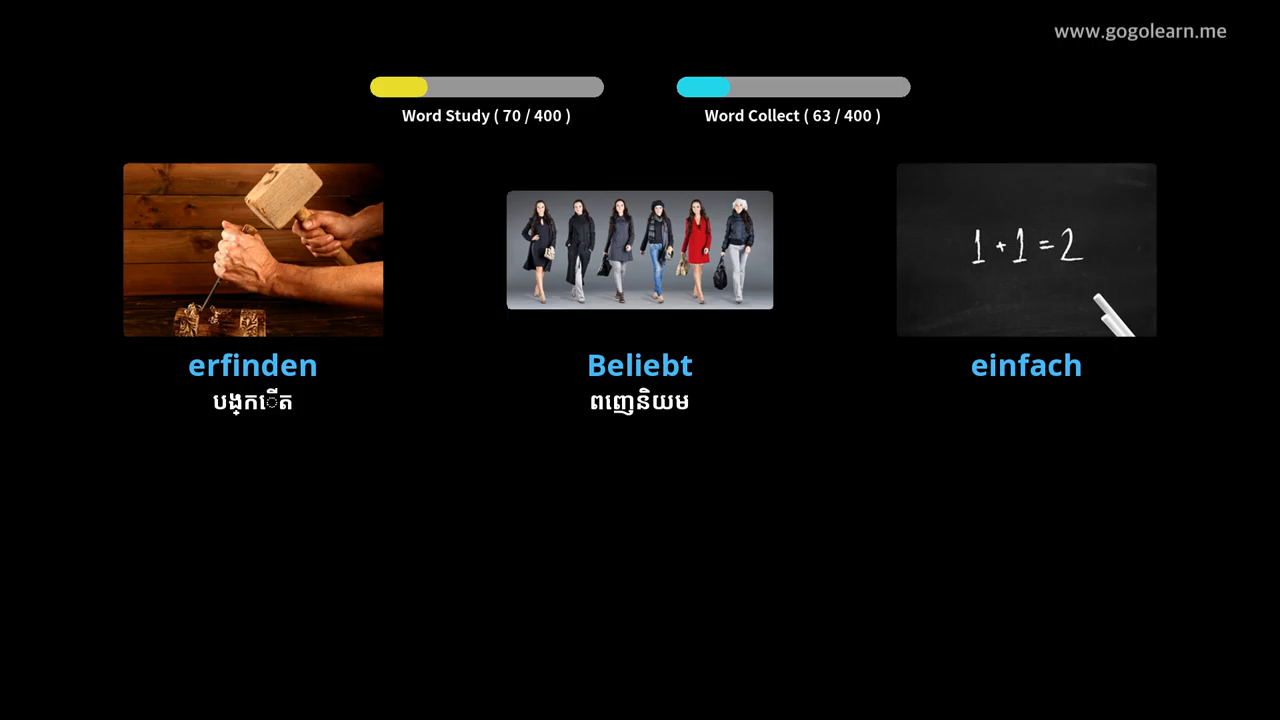 www.gogolearn.me
Word Study ( 70 / 400 )
Word Collect ( 63 / 400 )
1 + 1 = 2
erfinden
Beliebt
einfach
បង្កើត
ពេញនិយម